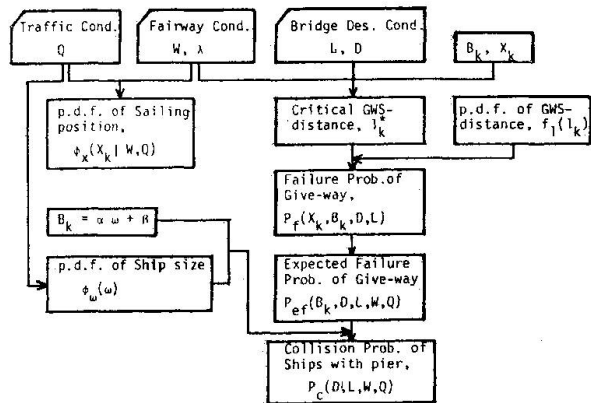 Traffic Cond.
Q
Fairway Cond.
W, λ
Bridge Des. Cond.
L, D
B_k, X_k
p.d.f. of Sailing
position,
φ_x(X_k | W,Q)
Critical GWS-
distance, l*_k
p.d.f. of GWS-
distance, f_l(l_k)
Failure Prob.of
Give-way,
P_f(X_k,B_k,D,L)
B_k = α ω + β
p.d.f. of Ship size
φ_ω(ω)
Expected Failure
Prob. of Give-way
P_ef(B_k,D,L,W,Q)
Collision Prob. of
Ships with pier,
P_c(D,L,W,Q)